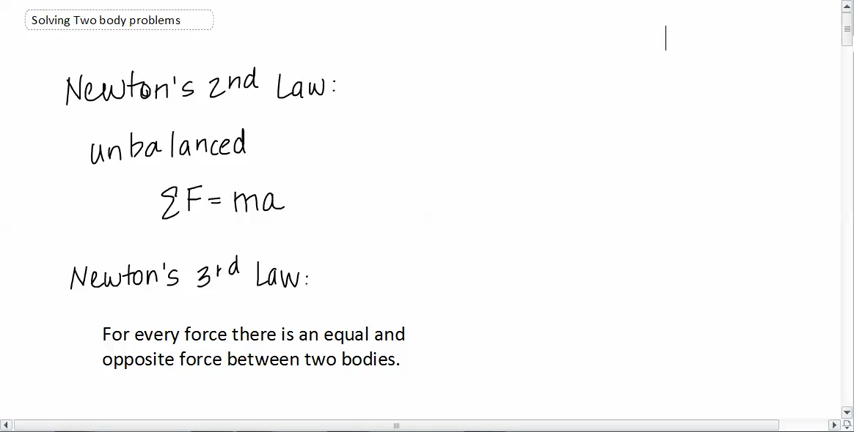 Solving Two body problems
Newton's 2nd Law:
unbalanced
ΣF = ma
Newton's 3rd Law:
For every force there is an equal and
opposite force between two bodies.